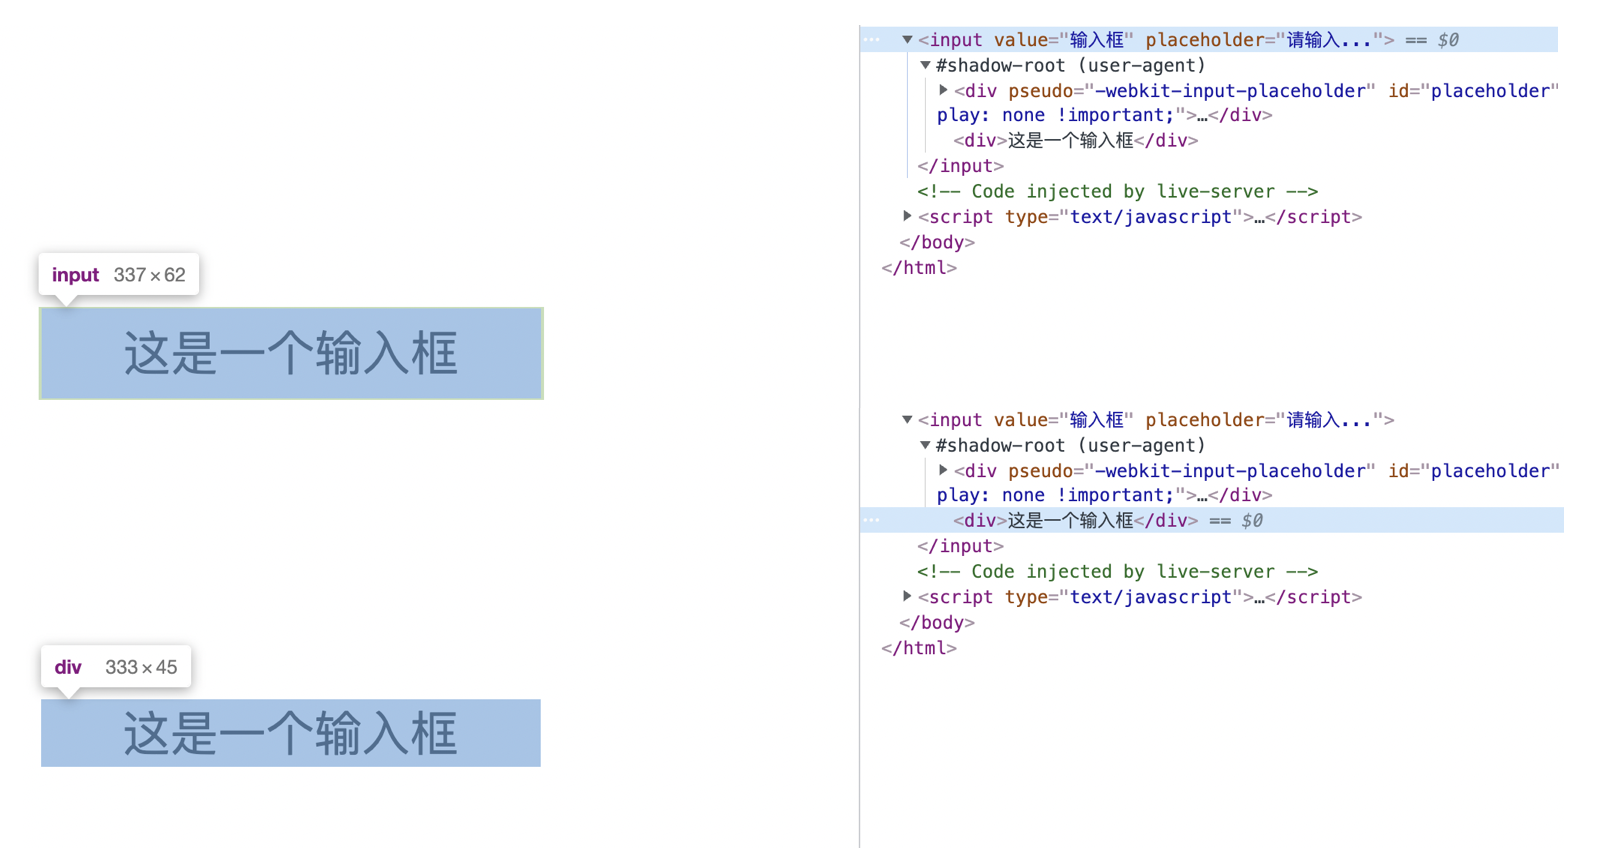 <input value="输入框" placeholder="请输入..."> == $0
#shadow-root (user-agent)
<div pseudo="-webkit-input-placeholder" id="placeholder"
play: none !important;">…</div>
<div>这是一个输入框</div>
</input>
<!-- Code injected by live-server -->
<script type="text/javascript">…</script>
</body>
</html>
input 337×62
这是一个输入框
<input value="输入框" placeholder="请输入...">
#shadow-root (user-agent)
<div pseudo="-webkit-input-placeholder" id="placeholder"
play: none !important;">…</div>
<div>这是一个输入框</div> == $0
</input>
<!-- Code injected by live-server -->
<script type="text/javascript">…</script>
</body>
</html>
div 333×45
这是一个输入框